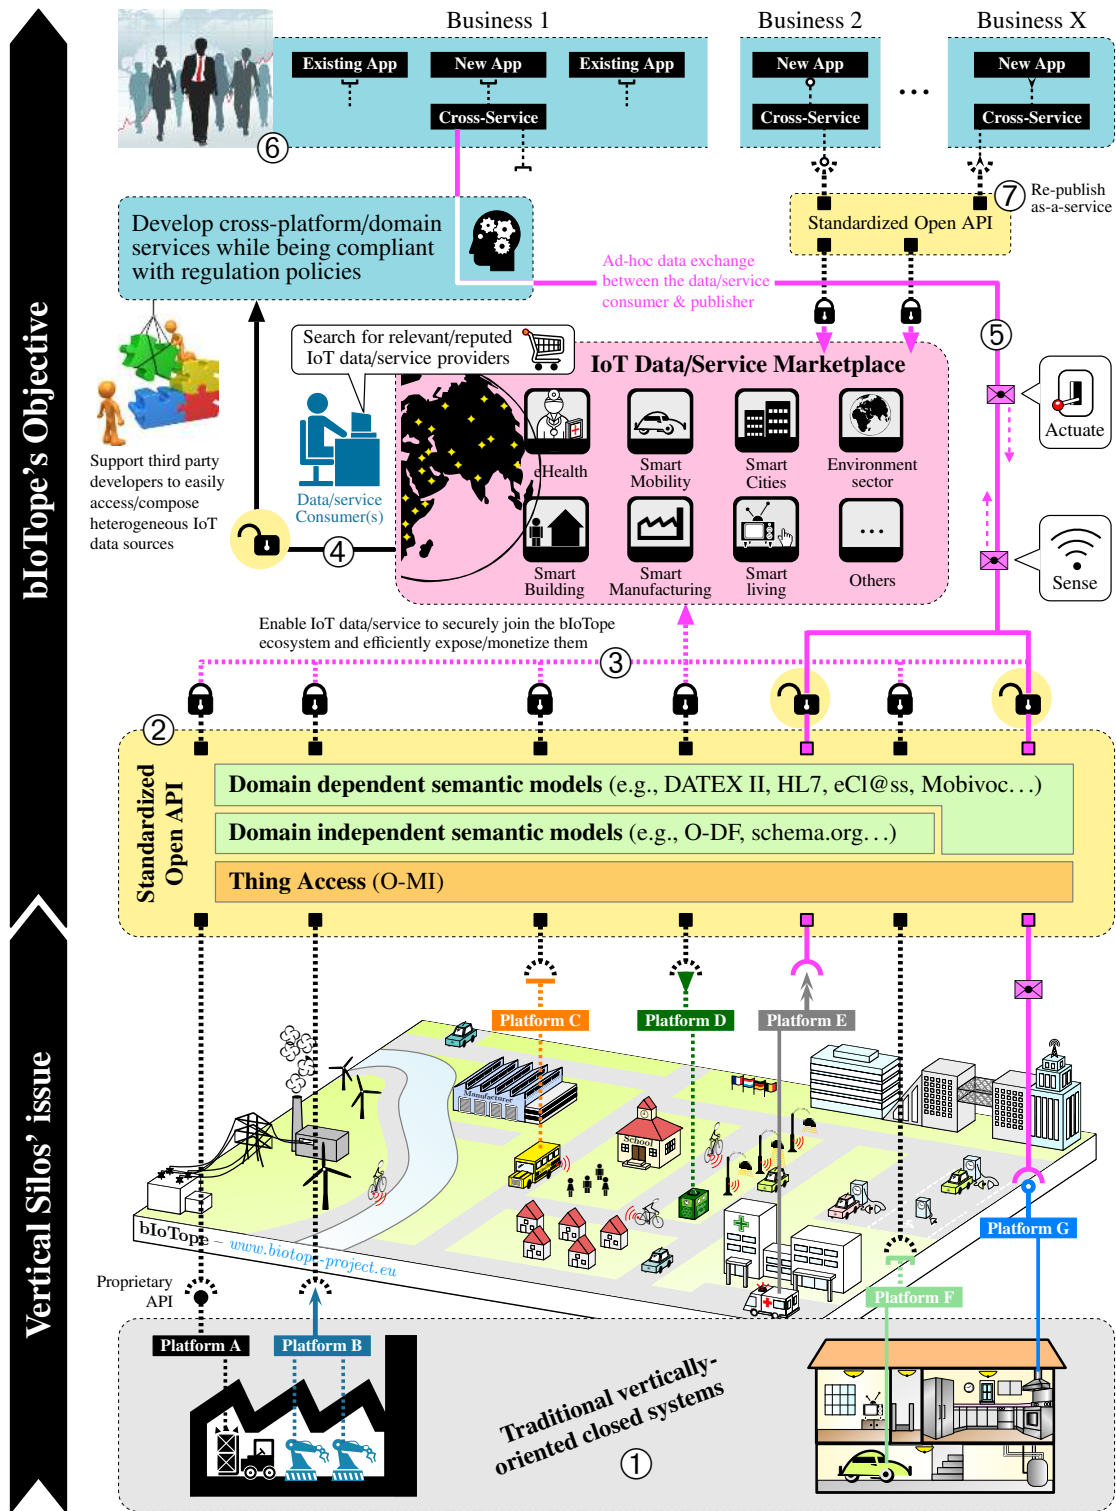 Business 1
Business 2
Business X
Existing App
New App
Existing App
New App
New App
Cross-Service
Cross-Service
Cross-Service
6
...
7
Re-publish
as-a-service
Standardized Open API
Develop cross-platform/domain
services while being compliant
with regulation policies
Ad-hoc data exchange
between the data/service
consumer & publisher
5
Search for relevant/reputed
IoT data/service providers
IoT Data/Service Marketplace
Actuate
eHealth
Smart
Mobility
Smart
Cities
Environment
sector
Support third party
developers to easily
access/compose
heterogeneous IoT
data sources
Data/service
Consumer(s)
4
...
Smart
Building
Smart
Manufacturing
Smart
living
Others
Sense
Enable IoT data/service to securely join the bIoTope
ecosystem and efficiently expose/monetize them
3
bIoTope's Objective
2
Standardized
Open API
Domain dependent semantic models (e.g., DATEX II, HL7, eCl@ss, Mobivoc...)
Domain independent semantic models (e.g., O-DF, schema.org...)
Thing Access (O-MI)
Vertical Silos' issue
Platform C
Platform D
Platform E
Manufacturer
School
Platform G
bIoTope – www.biotope-project.eu
Proprietary
API
Platform F
Platform A
Platform B
Traditional vertically-
oriented closed systems
1